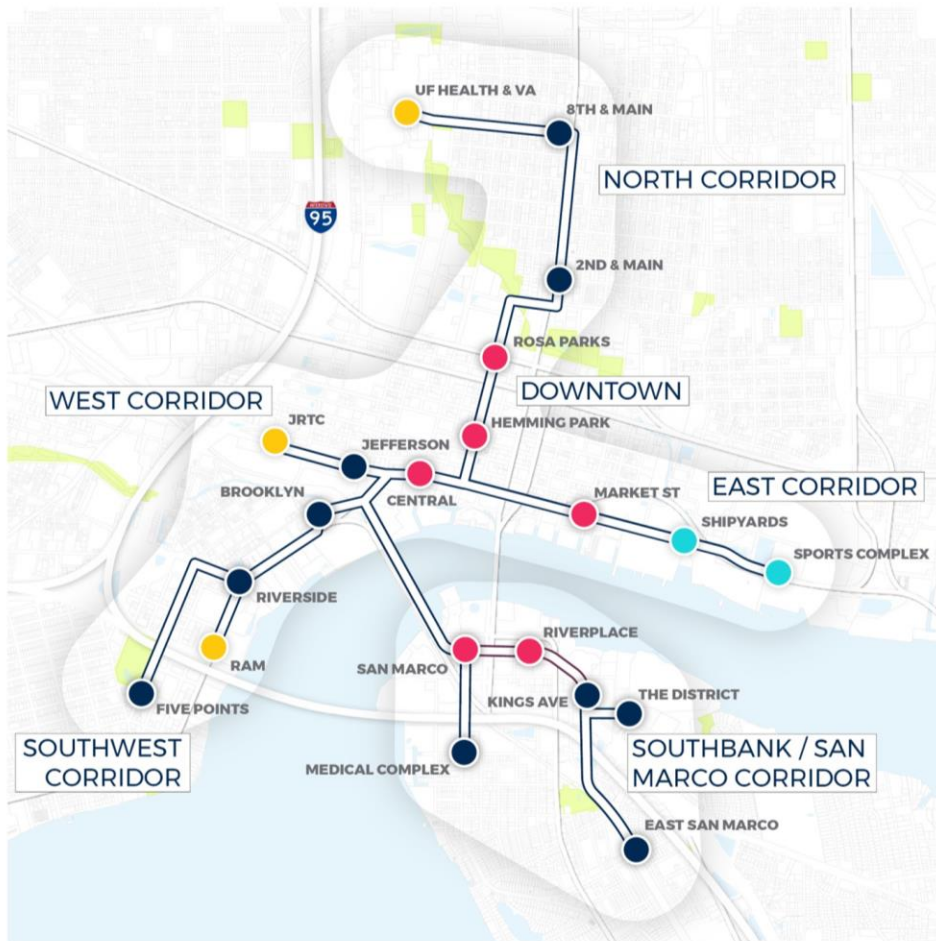 UF HEALTH & VA
8TH & MAIN
NORTH CORRIDOR
INTERSTATE
95
2ND & MAIN
ROSA PARKS
DOWNTOWN
WEST CORRIDOR
JRTC
HEMMING PARK
JEFFERSON
BROOKLYN
CENTRAL
MARKET ST
EAST CORRIDOR
SHIPYARDS
SPORTS COMPLEX
RIVERSIDE
RAM
RIVERPLACE
SAN MARCO
KINGS AVE
THE DISTRICT
FIVE POINTS
SOUTHWEST
CORRIDOR
MEDICAL COMPLEX
SOUTHBANK / SAN
MARCO CORRIDOR
EAST SAN MARCO